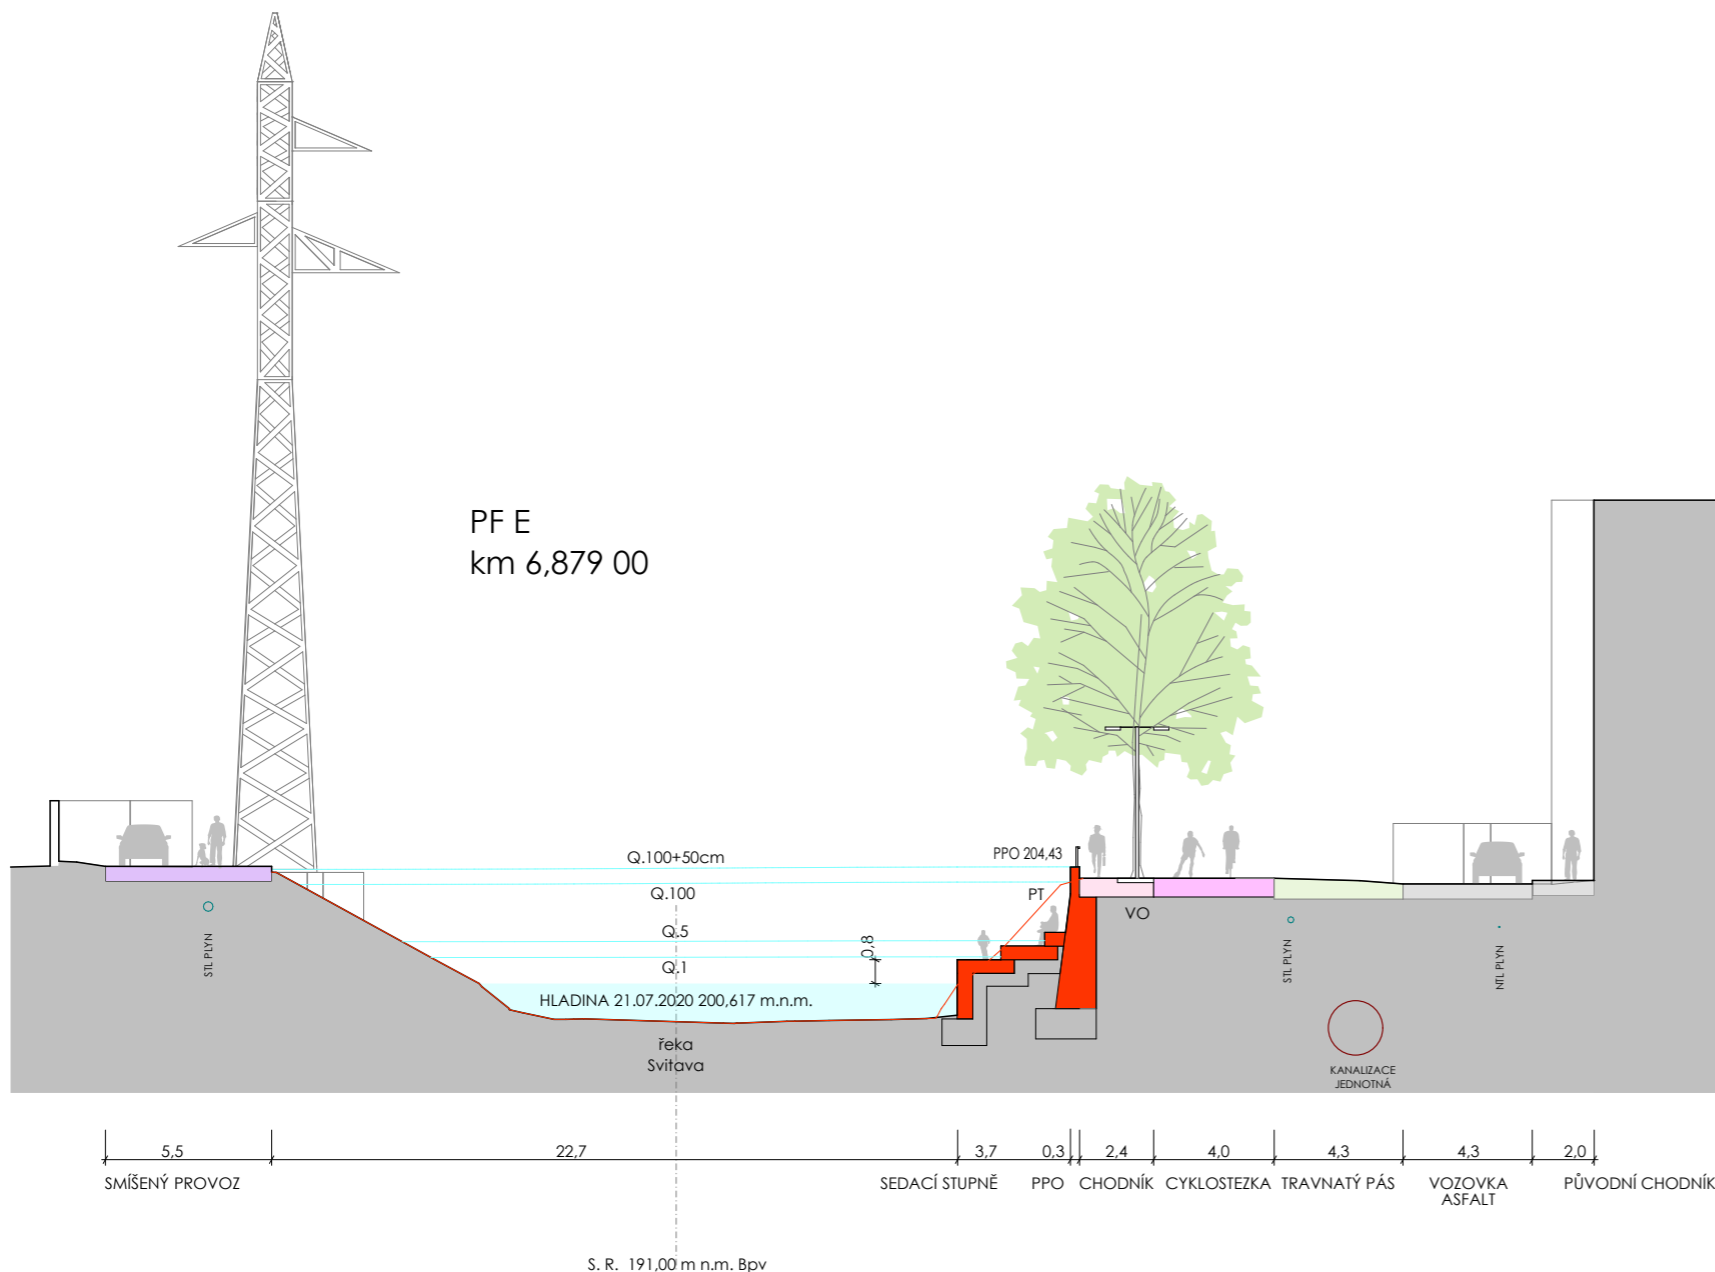 PF E
km 6,879 00
Q.100+50cm
PPO 204,43
Q.100
PT
VO
Q.5
0,8
Q.1
STL PLYN
STL PLYN
NTL PLYN
HLADINA 21.07.2020 200,617 m.n.m.
řeka
Svitava
KANALIZACE
JEDNOTNÁ
5,5
22,7
3,7
0,3
2,4
4,0
4,3
4,3
2,0
SMÍŠENÝ PROVOZ
SEDACÍ STUPNĚ
PPO
CHODNÍK
CYKLOSTEZKA
TRAVNATÝ PÁS
VOZOVKA
ASFALT
PŮVODNÍ CHODNÍK
S. R. 191,00 m n.m. Bpv